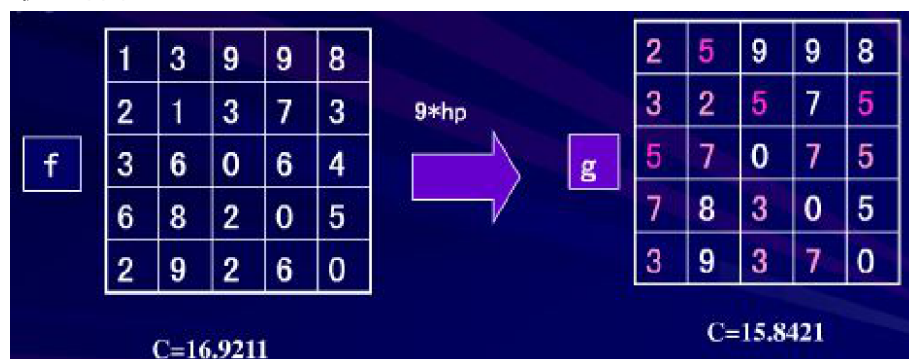 1 3 9 9 8
2 1 3 7 3
3 6 0 6 4
6 8 2 0 5
2 9 2 6 0
f
C=16.9211
9*hp
g
2 5 9 9 8
3 2 5 7 5
5 7 0 7 5
7 8 3 0 5
3 9 3 7 0
C=15.8421